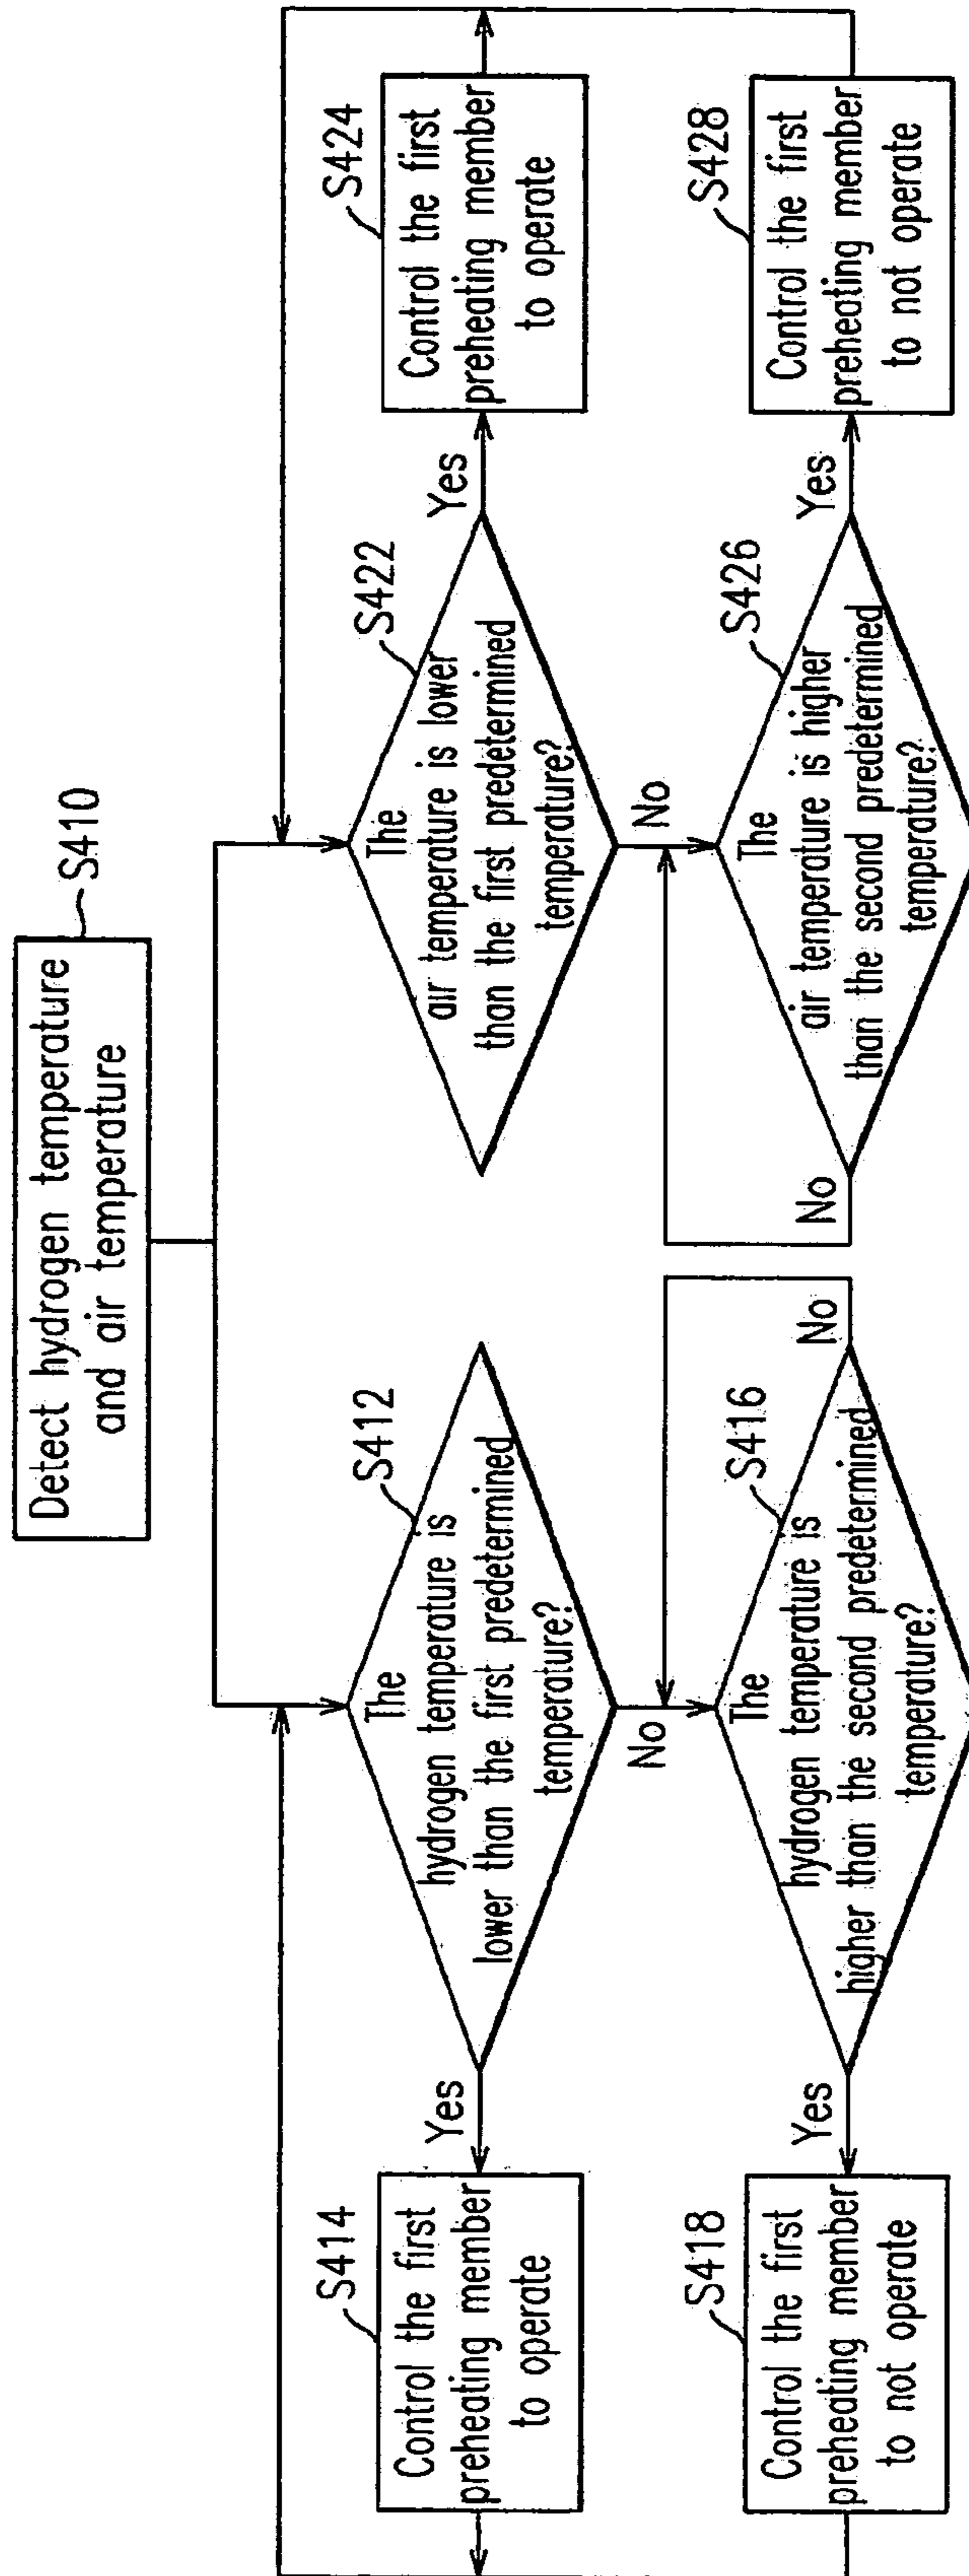 Detect hydrogen temperature
and air temperature
S410
The
hydrogen temperature is
lower than the first predetermined
temperature?
S412
Yes
Control the first
preheating member
to operate
S414
No
The
hydrogen temperature is
higher than the second predetermined
temperature?
S416
No
Yes
Control the first
preheating member
to not operate
S418
The
air temperature is lower
than the first predetermined
temperature?
S422
Yes
Control the first
preheating member
to operate
S424
No
The
air temperature is higher
than the second predetermined
temperature?
S426
No
Yes
Control the first
preheating member
to not operate
S428